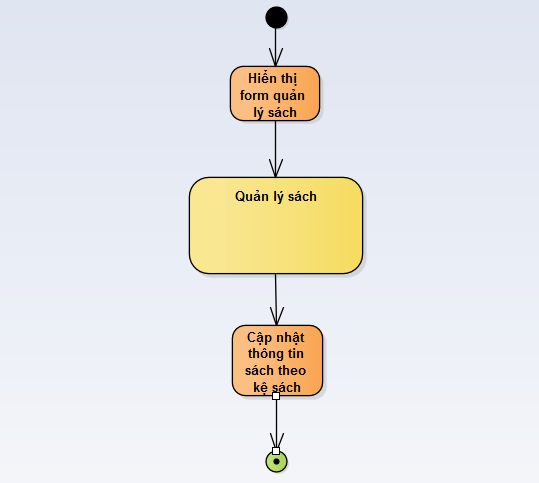 Hiển thị
form quản
lý sách
Quản lý sách
Cập nhật
thông tin
sách theo
kệ sách